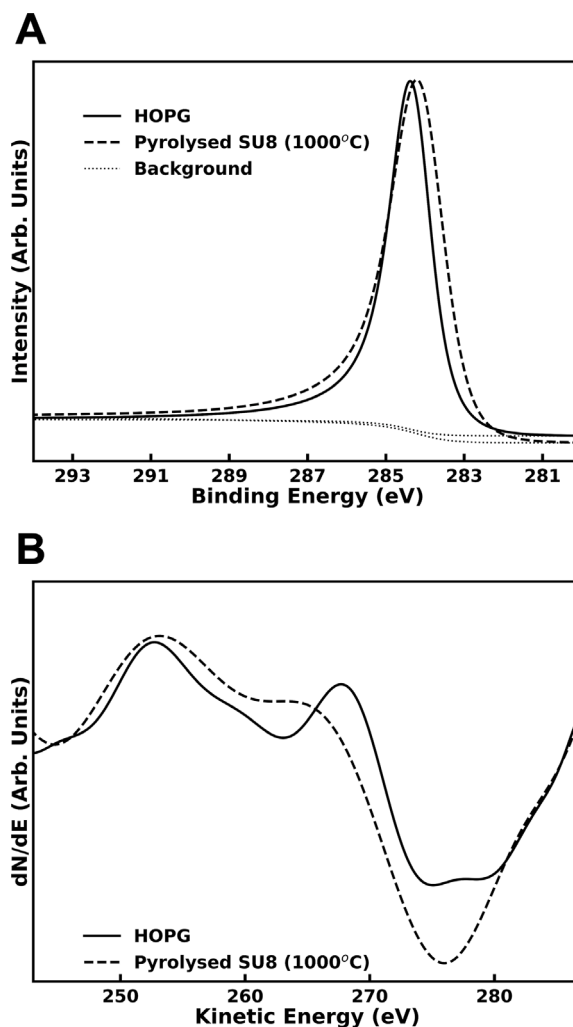 A
Intensity (Arb. Units)
HOPG
Pyrolysed SU8 (1000°C)
Background
293 291 289 287 285 283 281
Binding Energy (eV)
B
dN/dE (Arb. Units)
HOPG
Pyrolysed SU8 (1000°C)
250 260 270 280
Kinetic Energy (eV)